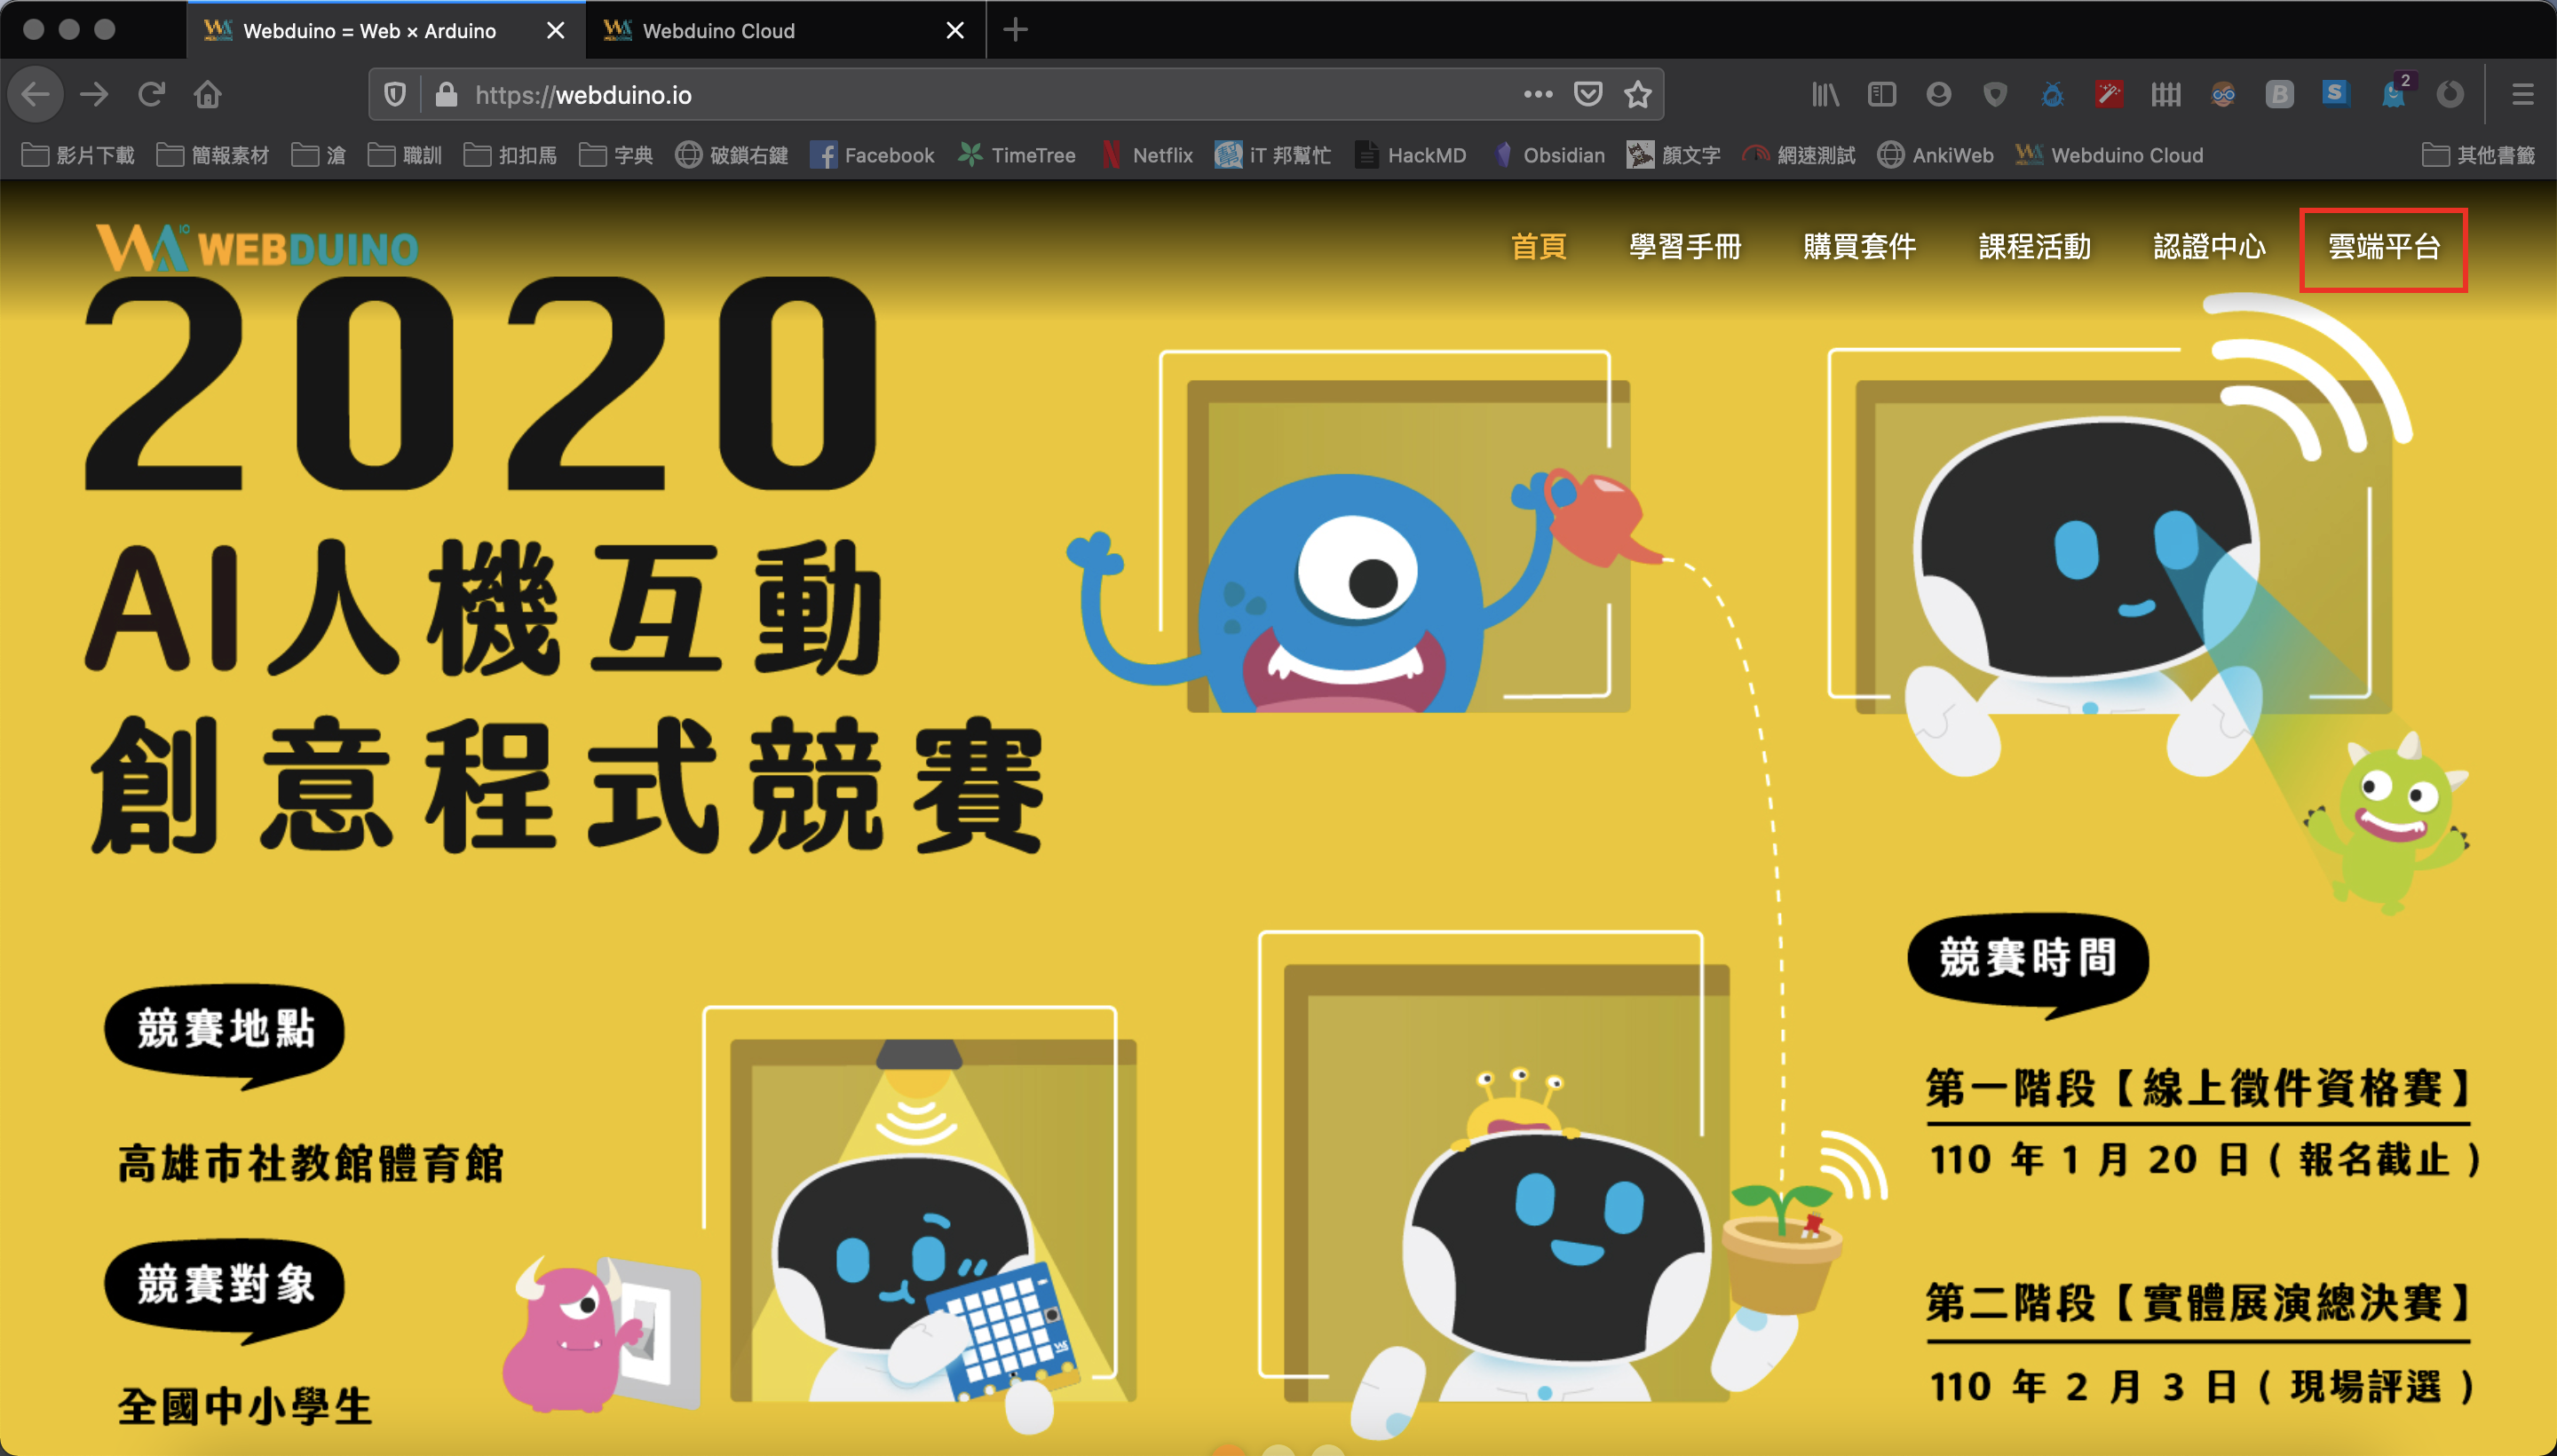 Webduino = Web × Arduino
Webduino Cloud
https://webduino.io
2
影片下載
簡報素材
滄
職訓
扣扣馬
字典
破鎖右鍵
Facebook
TimeTree
Netflix
iT 邦幫忙
HackMD
Obsidian
顏文字
網速測試
AnkiWeb
Webduino Cloud
其他書籤
WEBDUINO
首頁
學習手冊
購買套件
課程活動
認證中心
雲端平台
2020
AI人機互動
創意程式競賽
競賽地點
高雄市社教館體育館
競賽對象
全國中小學生
競賽時間
第一階段【線上徵件資格賽】
110 年 1 月 20 日 ( 報名截止 )
第二階段【實體展演總決賽】
110 年 2 月 3 日 ( 現場評選 )